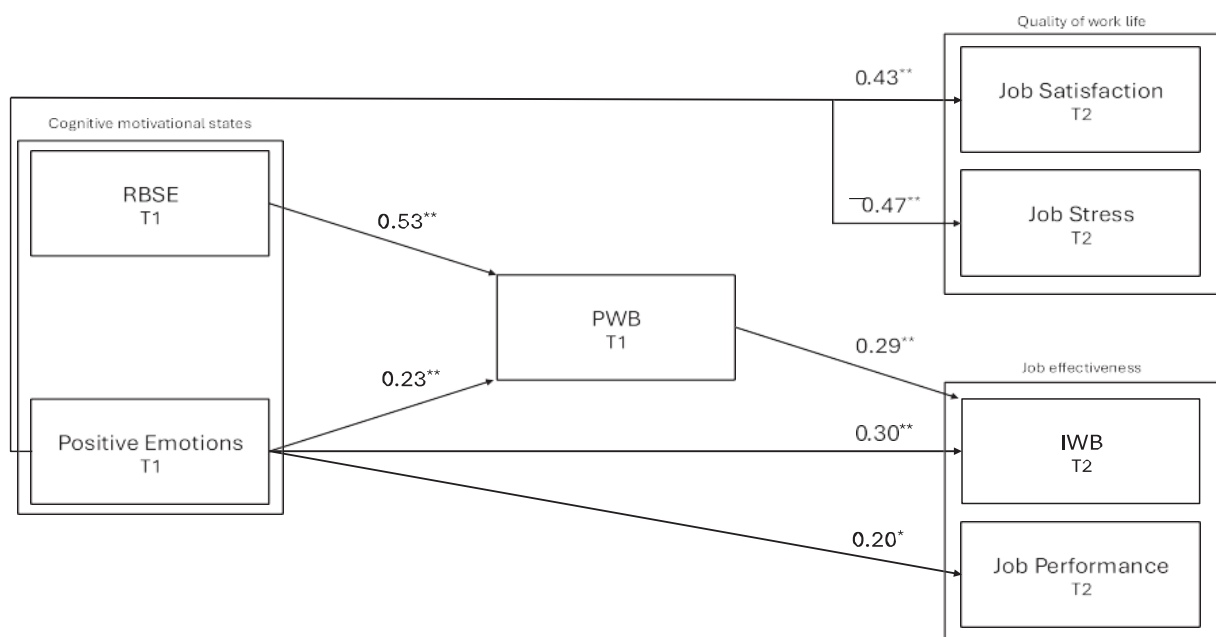 Quality of work life
0.43**
Job Satisfaction
T2
Cognitive motivational states
RBSE
T1
0.53**
−0.47**
Job Stress
T2
PWB
T1
0.29**
0.23**
Job effectiveness
Positive Emotions
T1
0.30**
IWB
T2
0.20*
Job Performance
T2